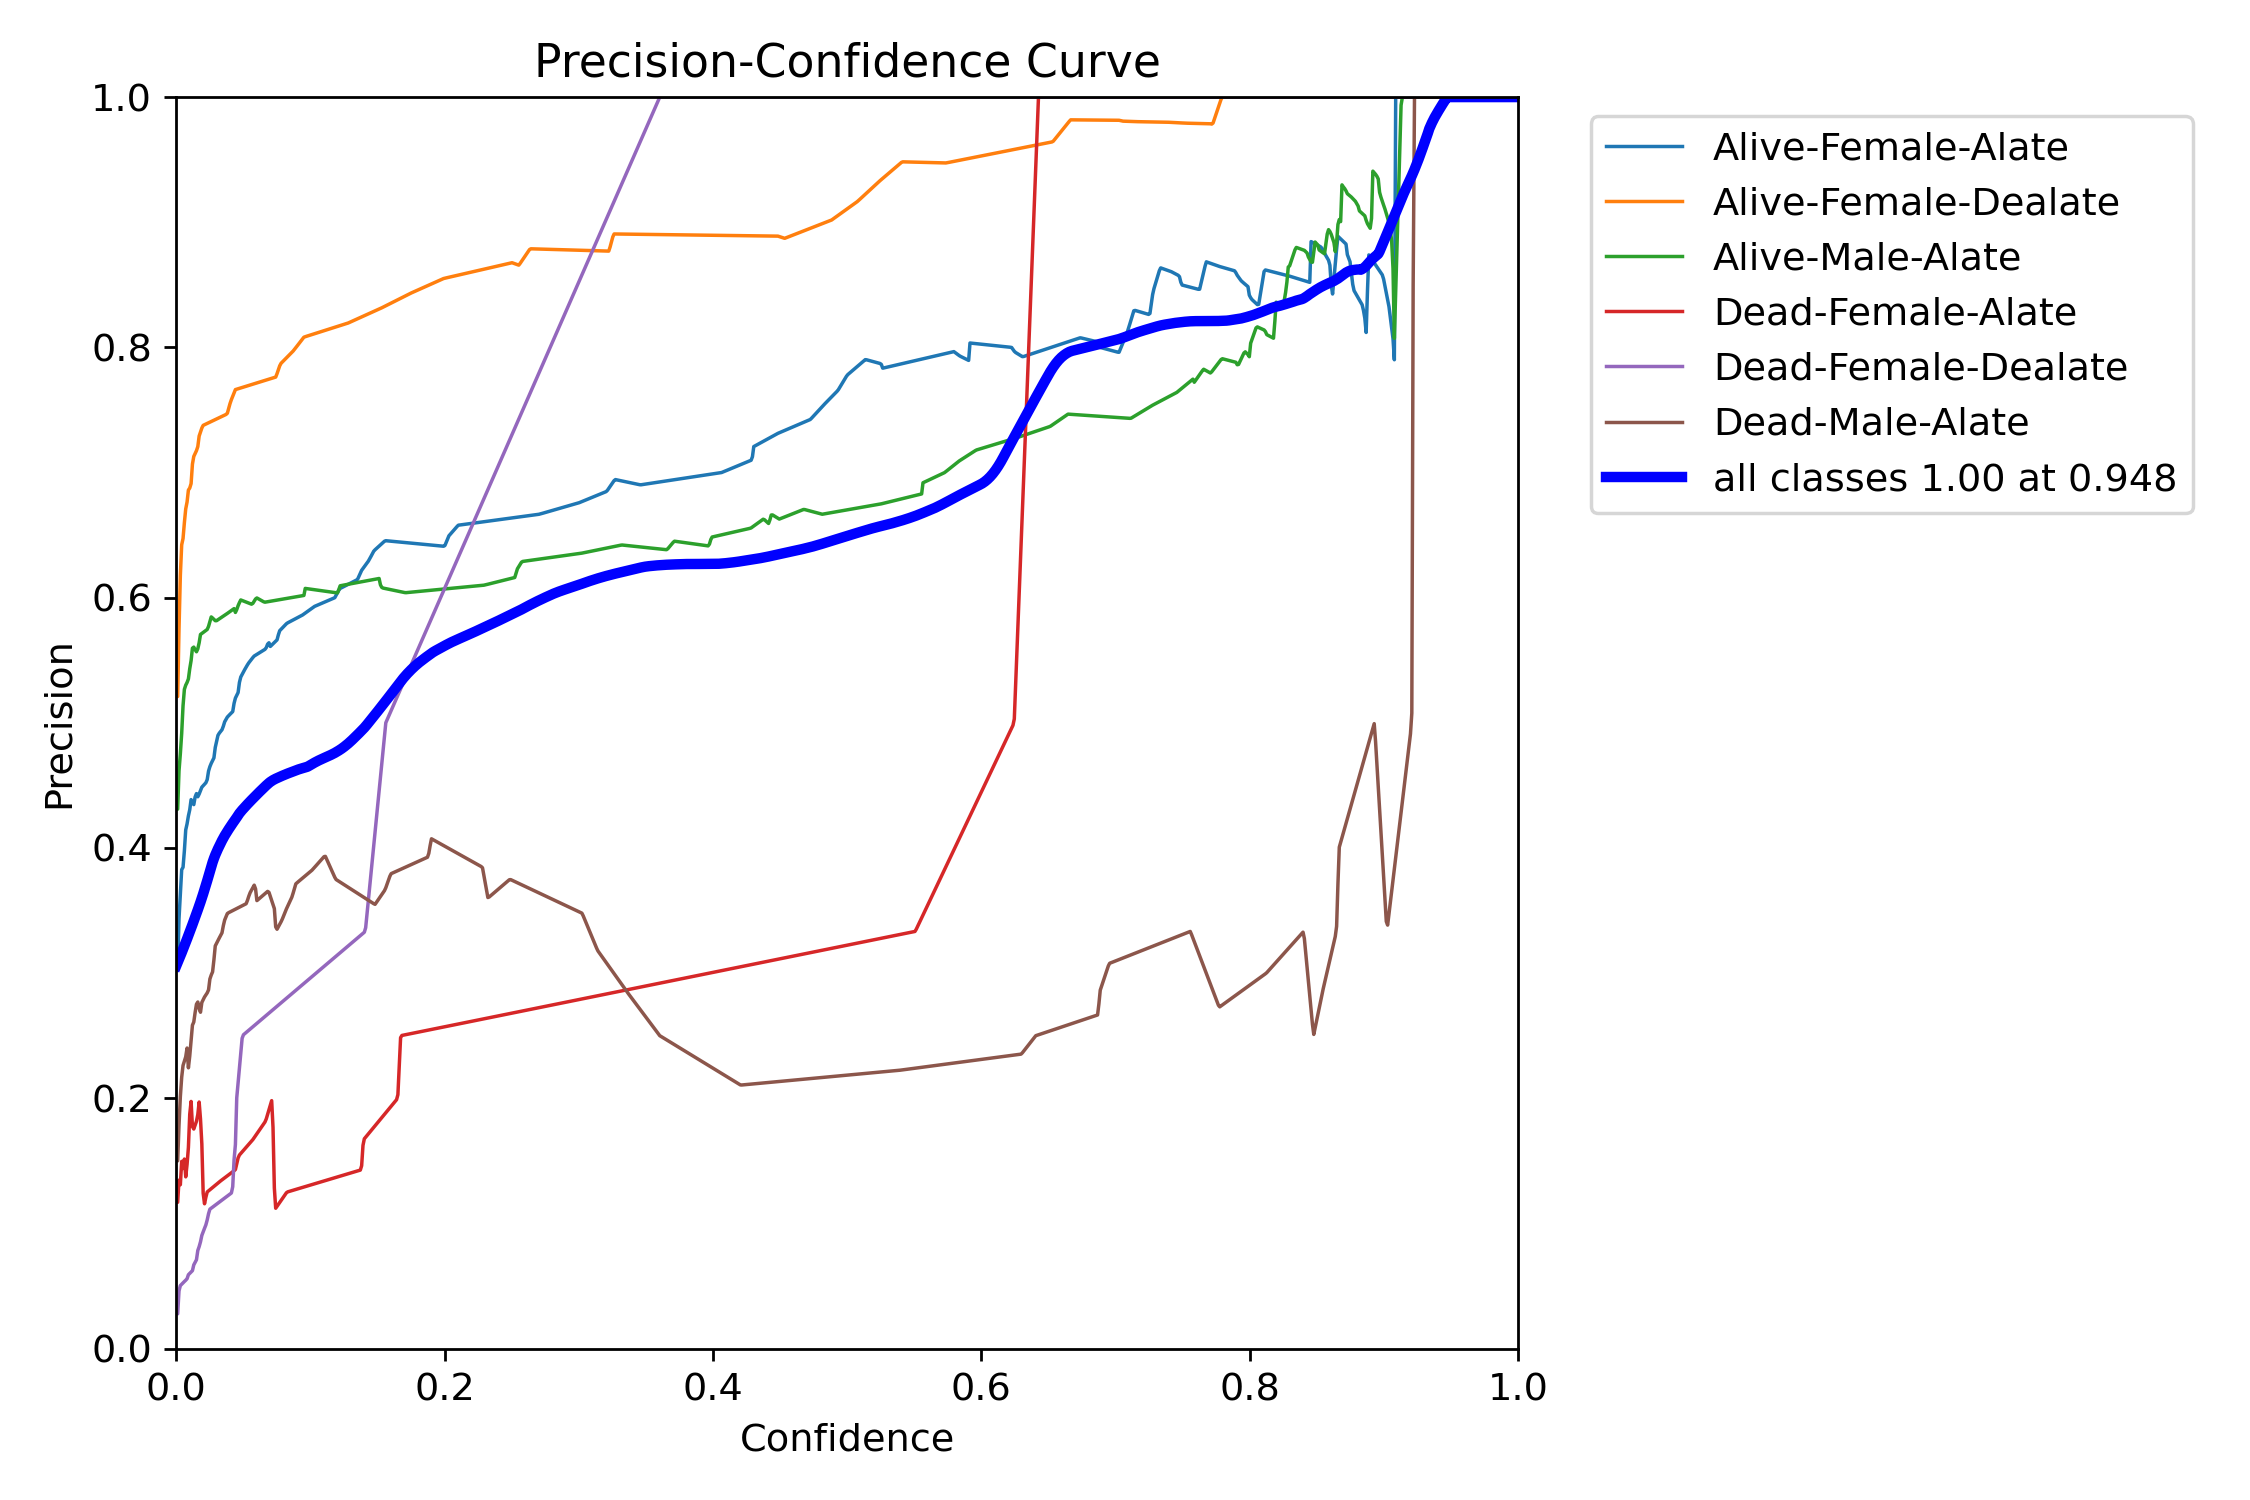 Precision-Confidence Curve
1.0
0.8
0.6
0.4
0.2
0.0
Precision
0.0 0.2 0.4 0.6 0.8 1.0
Confidence
Alive-Female-Alate
Alive-Female-Dealate
Alive-Male-Alate
Dead-Female-Alate
Dead-Female-Dealate
Dead-Male-Alate
all classes 1.00 at 0.948